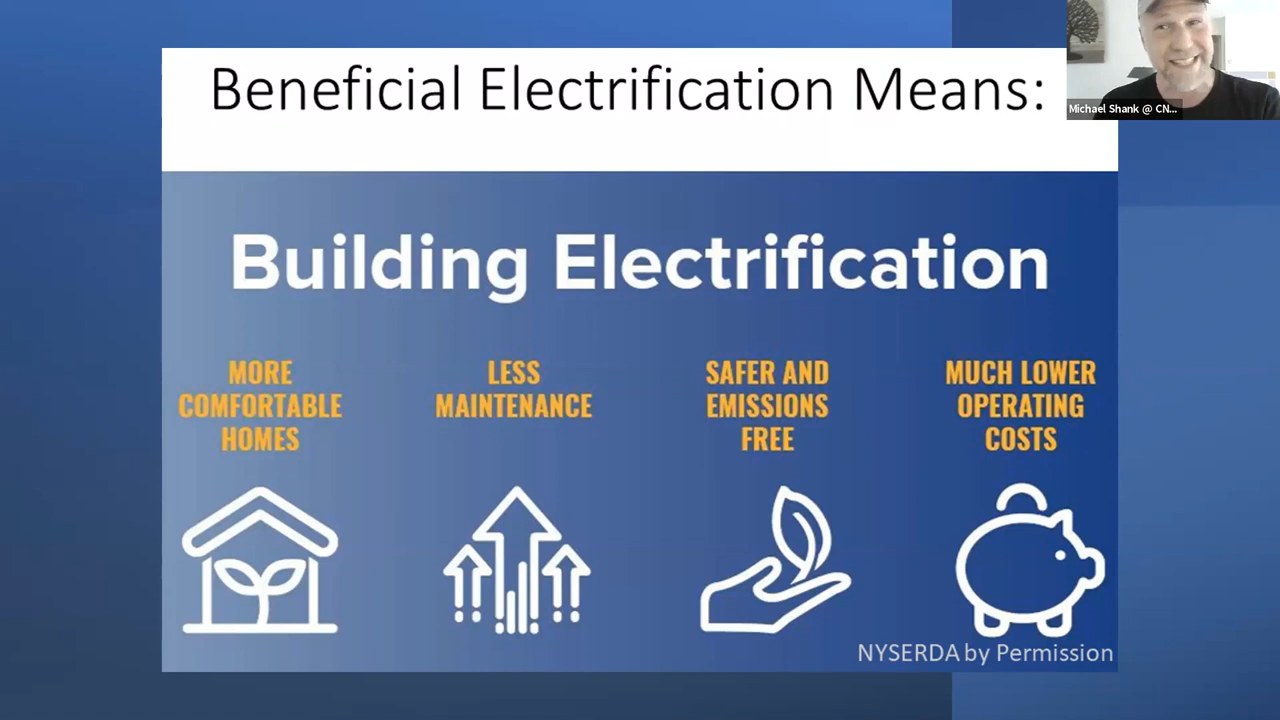 Beneficial Electrification Means:
Michael Shank @ CN...
Building Electrification
MORE
COMFORTABLE
HOMES
LESS
MAINTENANCE
SAFER AND
EMISSIONS
FREE
MUCH LOWER
OPERATING
COSTS
NYSERDA by Permission